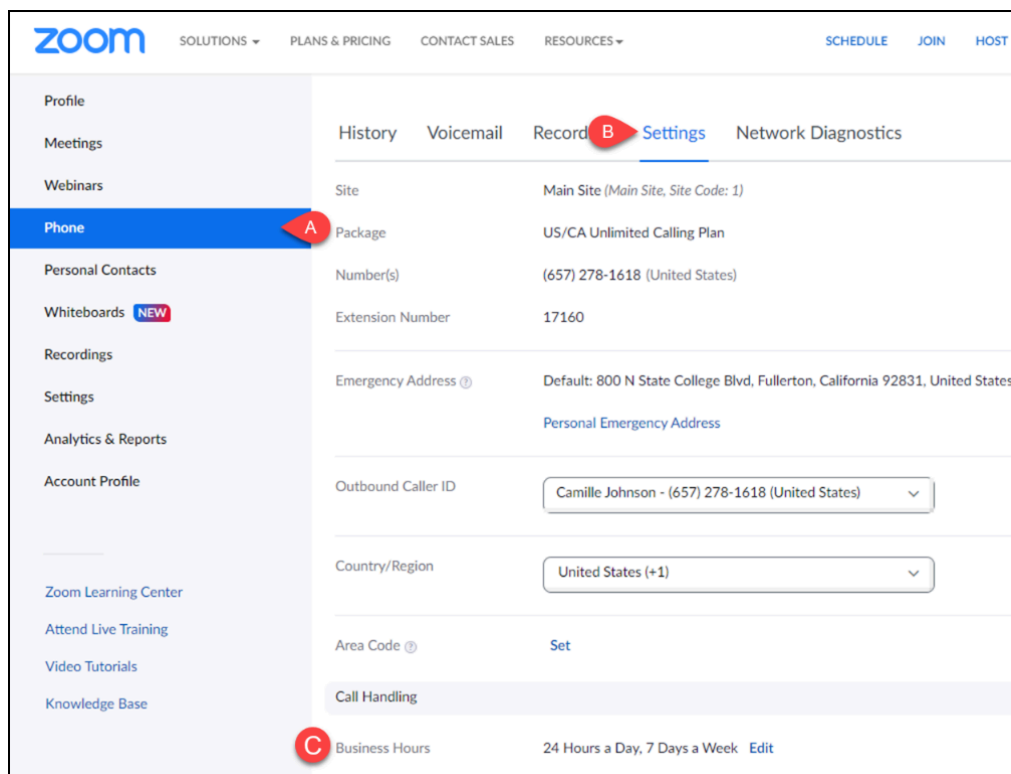 zoom SOLUTIONS PLANS & PRICING CONTACT SALES RESOURCES SCHEDULE JOIN HOST
Profile
Meetings
Webinars
Phone
A
Personal Contacts
Whiteboards NEW
Recordings
Settings
Analytics & Reports
Account Profile
Zoom Learning Center
Attend Live Training
Video Tutorials
Knowledge Base
History Voicemail Record B Settings Network Diagnostics
Site Main Site (Main Site, Site Code: 1)
Package US/CA Unlimited Calling Plan
Number(s) (657) 278-1618 (United States)
Extension Number 17160
Emergency Address ? Default: 800 N State College Blvd, Fullerton, California 92831, United States
Personal Emergency Address
Outbound Caller ID Camille Johnson - (657) 278-1618 (United States)
Country/Region United States (+1)
Area Code ? Set
Call Handling
C Business Hours 24 Hours a Day, 7 Days a Week Edit